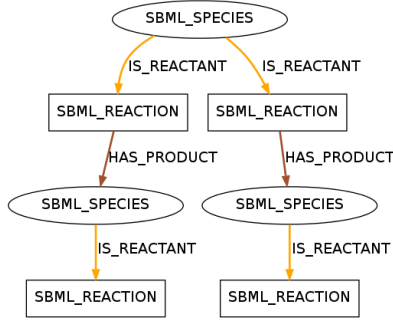 SBML_SPECIES
IS_REACTANT IS_REACTANT
SBML_REACTION SBML_REACTION
HAS_PRODUCT HAS_PRODUCT
SBML_SPECIES SBML_SPECIES
IS_REACTANT IS_REACTANT
SBML_REACTION SBML_REACTION